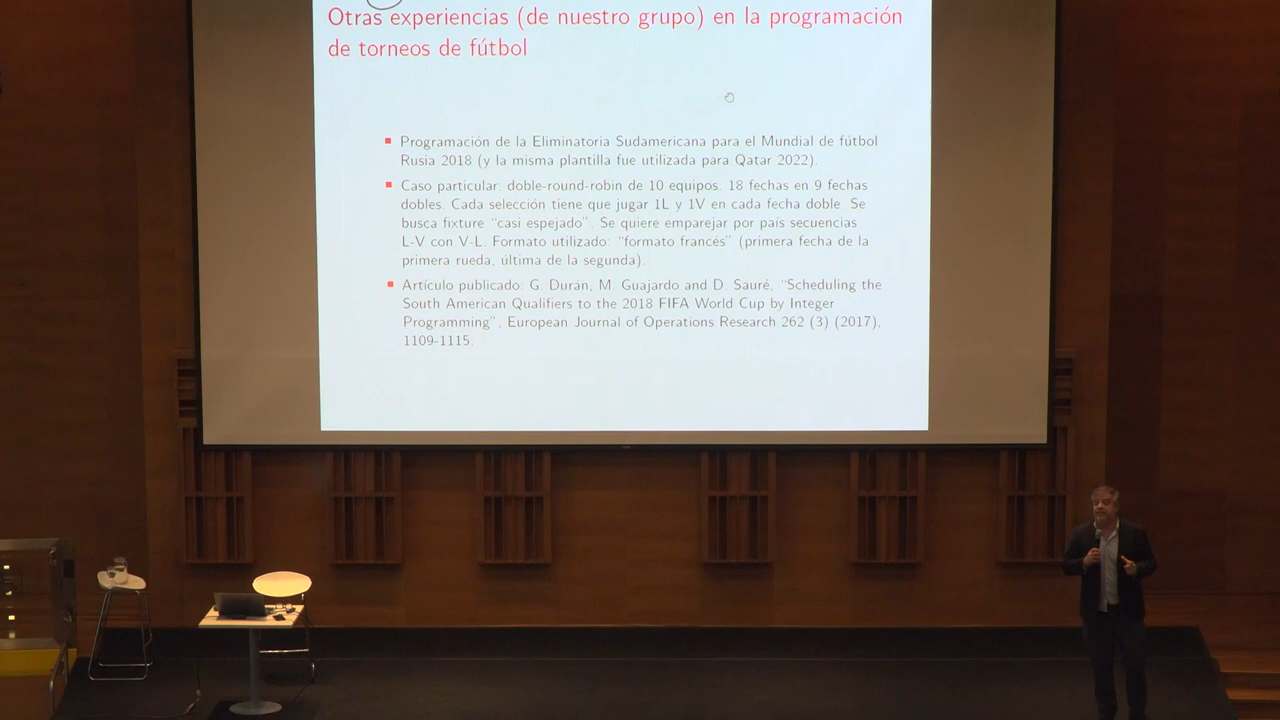 Otras experiencias (de nuestro grupo) en la programación
de torneos de fútbol
Programación de la Eliminatoria Sudamericana para el Mundial de fútbol
Rusia 2018 (y la misma plantilla fue utilizada para Qatar 2022).
Caso particular: doble-round-robin de 10 equipos. 18 fechas en 9 fechas
dobles. Cada selección tiene que jugar 1L y 1V en cada fecha doble. Se
busca fixture "casi espejado". Se quiere emparejar por país secuencias
L-V con V-L. Formato utilizado: "formato francés" (primera fecha de la
primera rueda, última de la segunda).
Artículo publicado: G. Durán, M. Guajardo and D. Sauré, "Scheduling the
South American Qualifiers to the 2018 FIFA World Cup by Integer
Programming", European Journal of Operations Research 262 (3) (2017),
1109-1115.